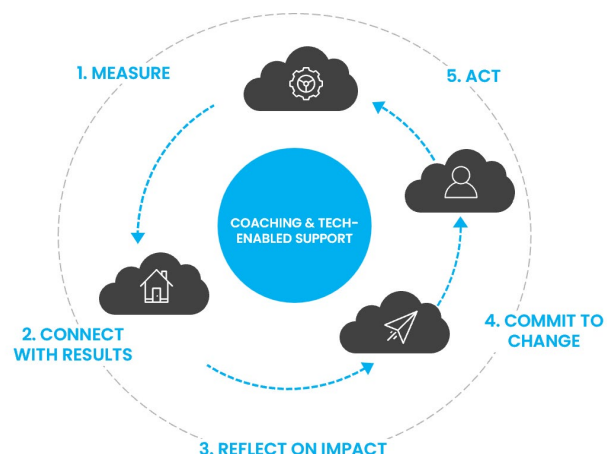 1. MEASURE
5. ACT
COACHING & TECH-
ENABLED SUPPORT
2. CONNECT
WITH RESULTS
4. COMMIT TO
CHANGE
3. REFLECT ON IMPACT